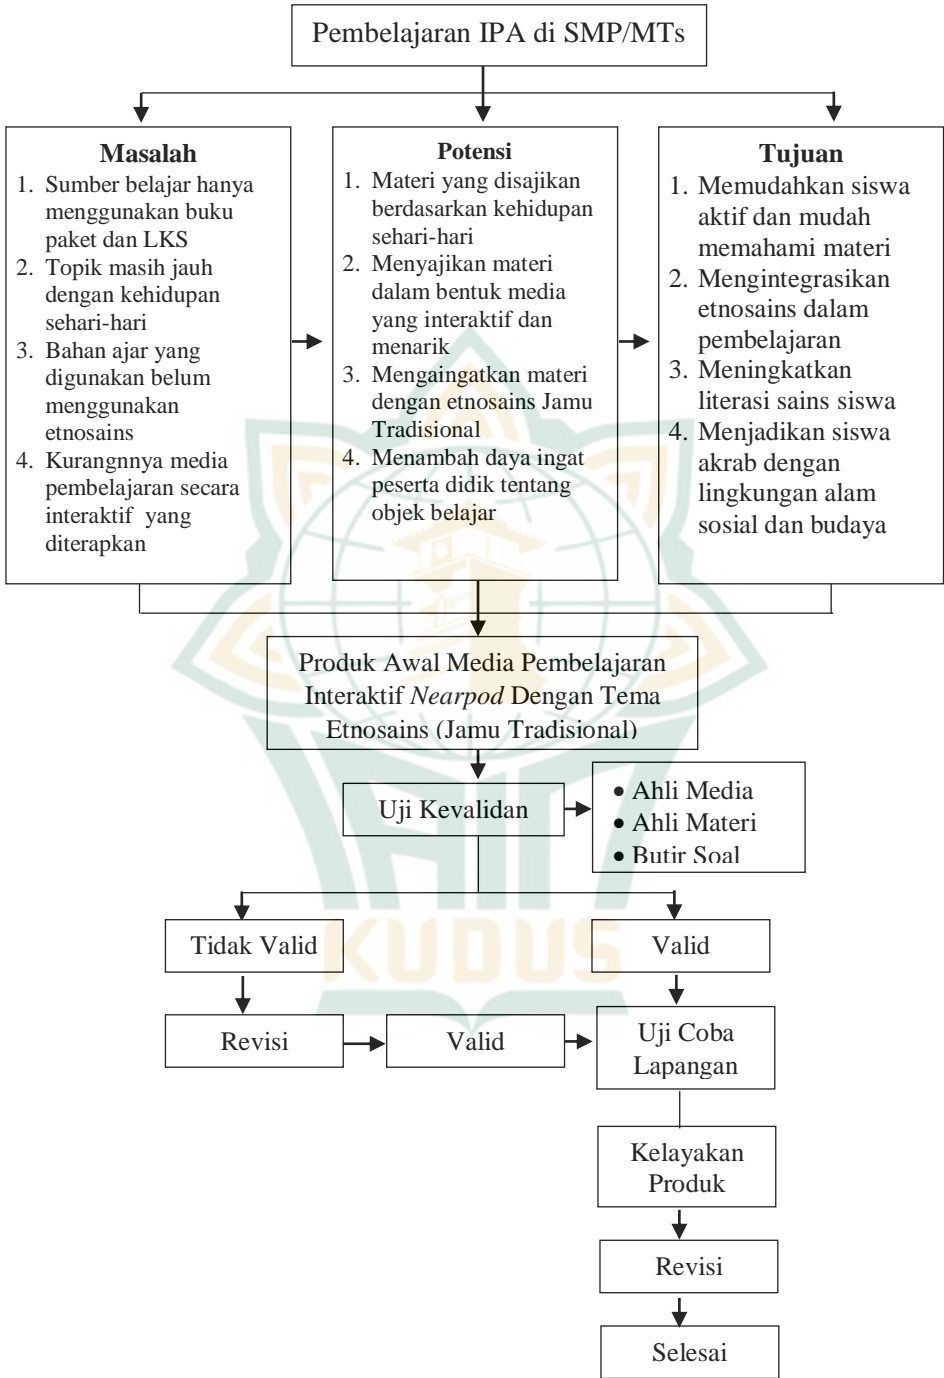 Pembelajaran IPA di SMP/MTs
Masalah
1. Sumber belajar hanya
menggunakan buku
paket dan LKS
2. Topik masih jauh
dengan kehidupan
sehari-hari
3. Bahan ajar yang
digunakan belum
menggunakan
etnosains
4. Kurangnnya media
pembelajaran secara
interaktif yang
diterapkan
Potensi
1. Materi yang disajikan
berdasarkan kehidupan
sehari-hari
2. Menyajikan materi
dalam bentuk media
yang interaktif dan
menarik
3. Mengaingatkan materi
dengan etnosains Jamu
Tradisional
4. Menambah daya ingat
peserta didik tentang
objek belajar
Tujuan
1. Memudahkan siswa
aktif dan mudah
memahami materi
2. Mengintegrasikan
etnosains dalam
pembelajaran
3. Meningkatkan
literasi sains siswa
4. Menjadikan siswa
akrab dengan
lingkungan alam
sosial dan budaya
Produk Awal Media Pembelajaran
Interaktif Nearpod Dengan Tema
Etnosains (Jamu Tradisional)
Uji Kevalidan
• Ahli Media
• Ahli Materi
• Butir Soal
IAIN
KUDUS
Tidak Valid
Valid
Revisi
Valid
Uji Coba
Lapangan
Kelayakan
Produk
Revisi
Selesai